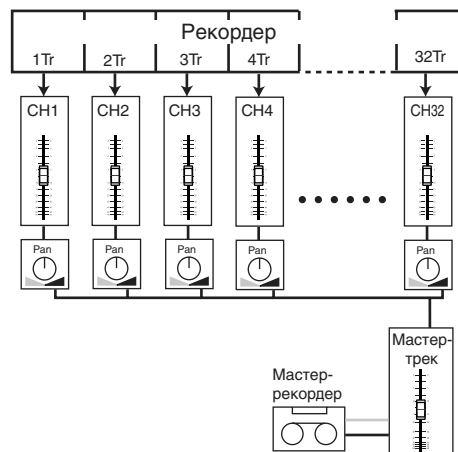 Рекордер
1Tr 2Tr 3Tr 4Tr 32Tr
CH1 CH2 CH3 CH4 CH32
Pan Pan Pan Pan Pan
Мастер-
трек
Мастер-
рекордер